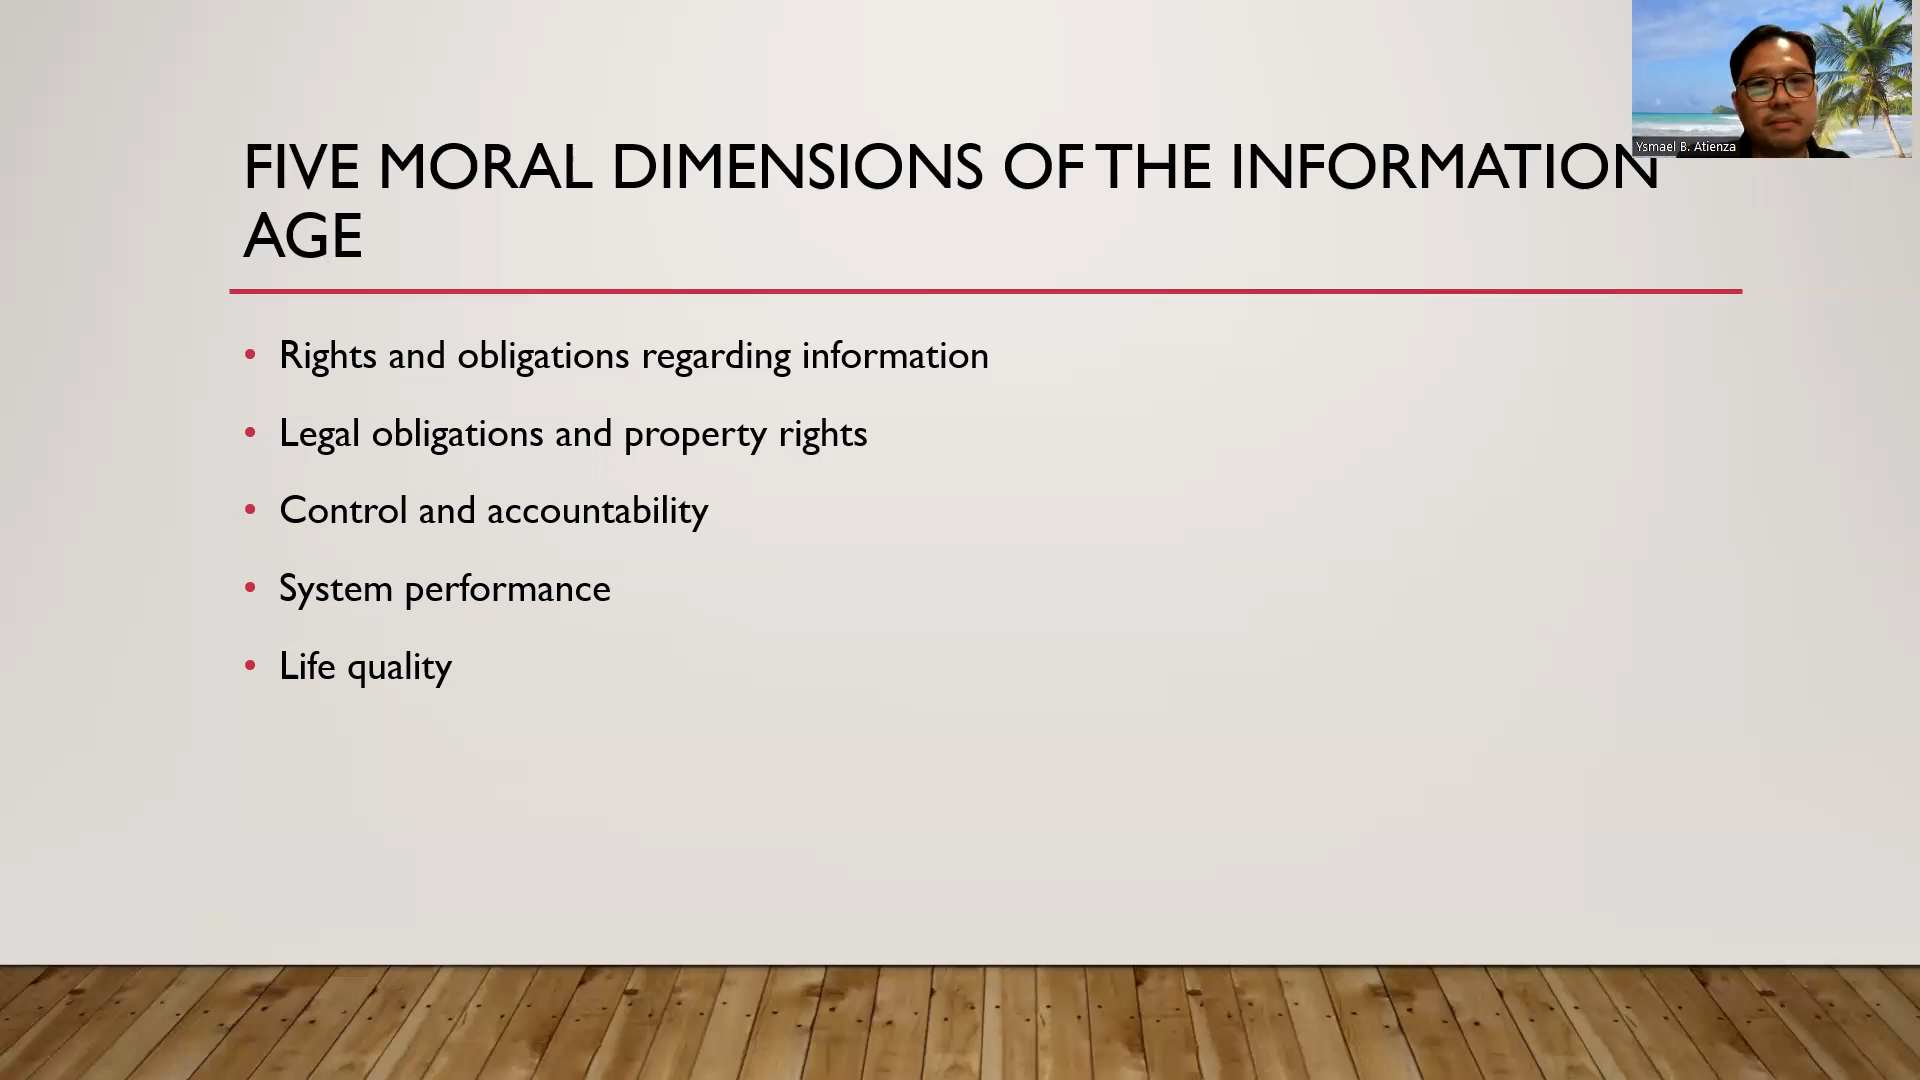 FIVE MORAL DIMENSIONS OF THE INFORMATION
AGE
• Rights and obligations regarding information
• Legal obligations and property rights
• Control and accountability
• System performance
• Life quality
Ysmael B. Atienza